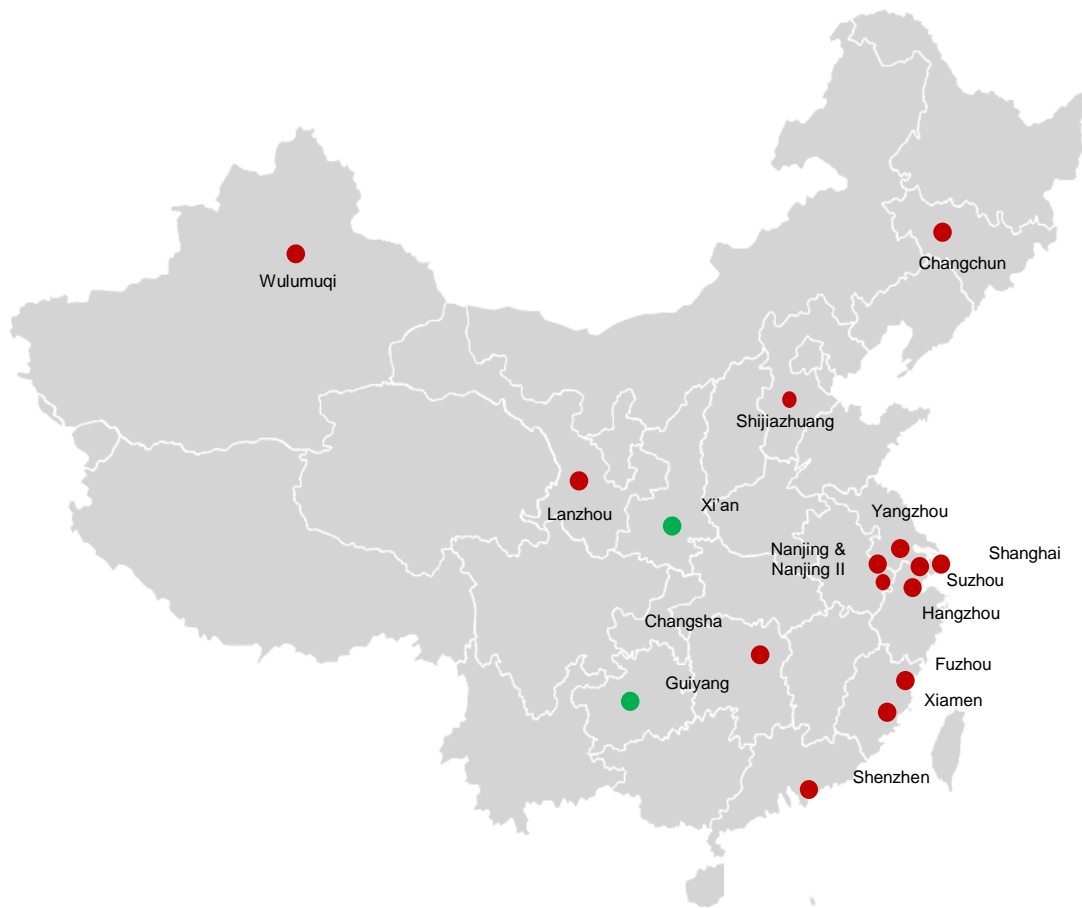 Changchun
Wulumuqi
Shijiazhuang
Xi’an
Lanzhou
Yangzhou
Nanjing &
Nanjing II
Shanghai
Suzhou
Hangzhou
Changsha
Fuzhou
Guiyang
Xiamen
Shenzhen